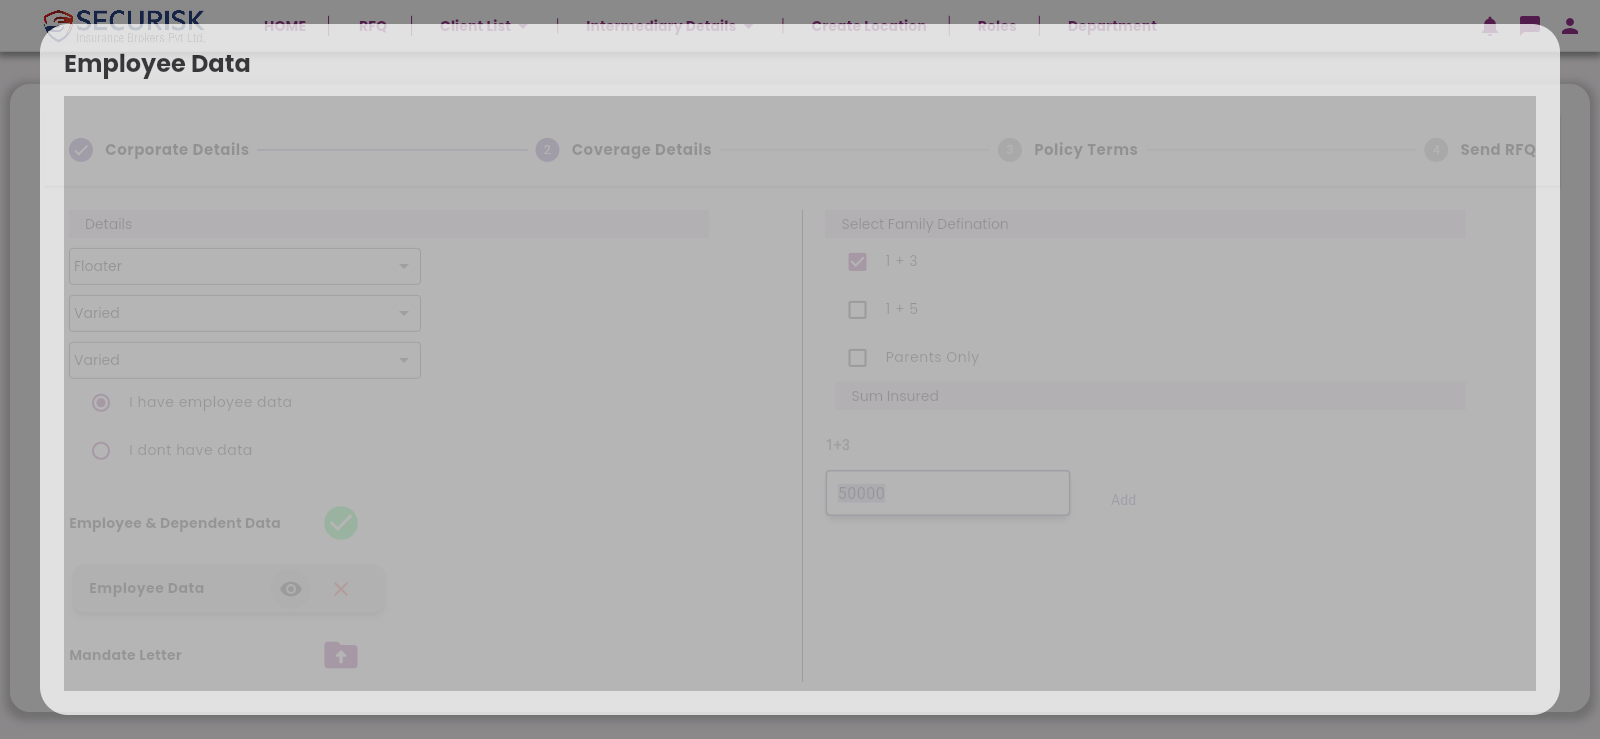 SECURISK
Insurance Brokers Pvt Ltd.
HOME
RFQ
Client List
Intermediary Details
Create Location
Roles
Department
Employee Data
Corporate Details
2
Coverage Details
3
Policy Terms
4
Send RFQ
Details
Floater
Varied
Varied
I have employee data
I dont have data
Employee & Dependent Data
Employee Data
Mandate Letter
Select Family Defination
1 + 3
1 + 5
Parents Only
Sum Insured
1+3
50000
Add